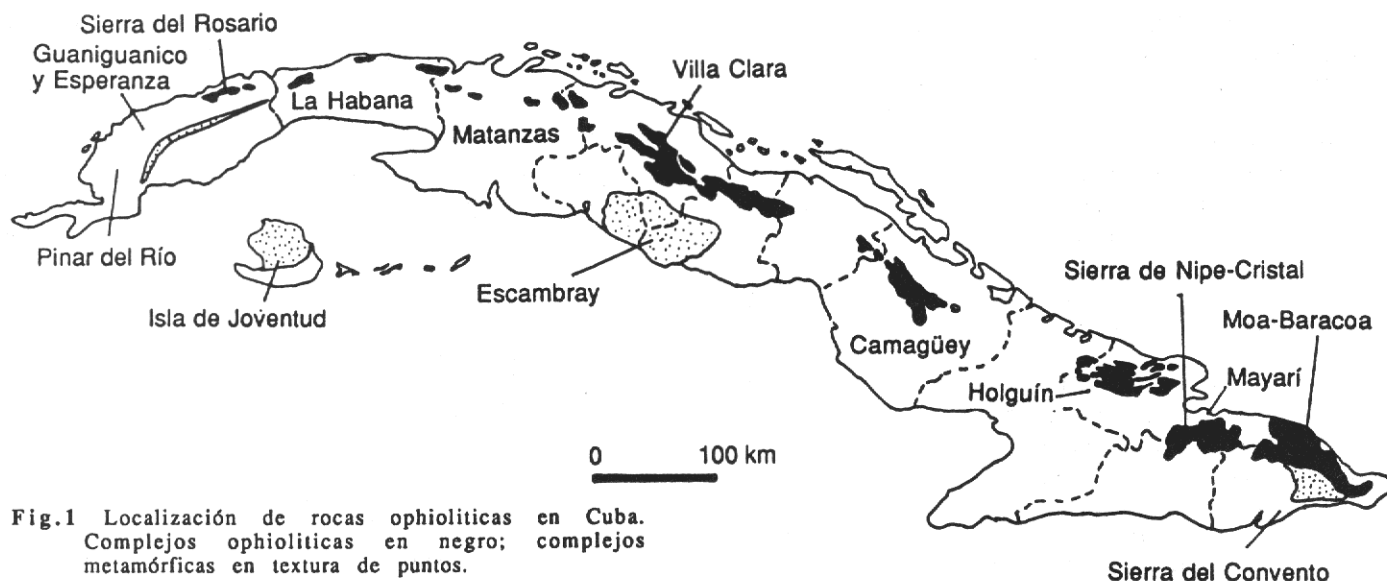 Sierra del Rosario
Guaniguanico
y Esperanza
La Habana
Villa Clara
Matanzas
Pinar del Río
Isla de Joventud
Escambray
Sierra de Nipe-Cristal
Moa-Baracoa
Camagüey
Mayarí
Holguín
0 100 km
Fig.1 Localización de rocas ophioliticas en Cuba.
Complejos ophioliticas en negro; complejos
metamórficas en textura de puntos.
Sierra del Convento